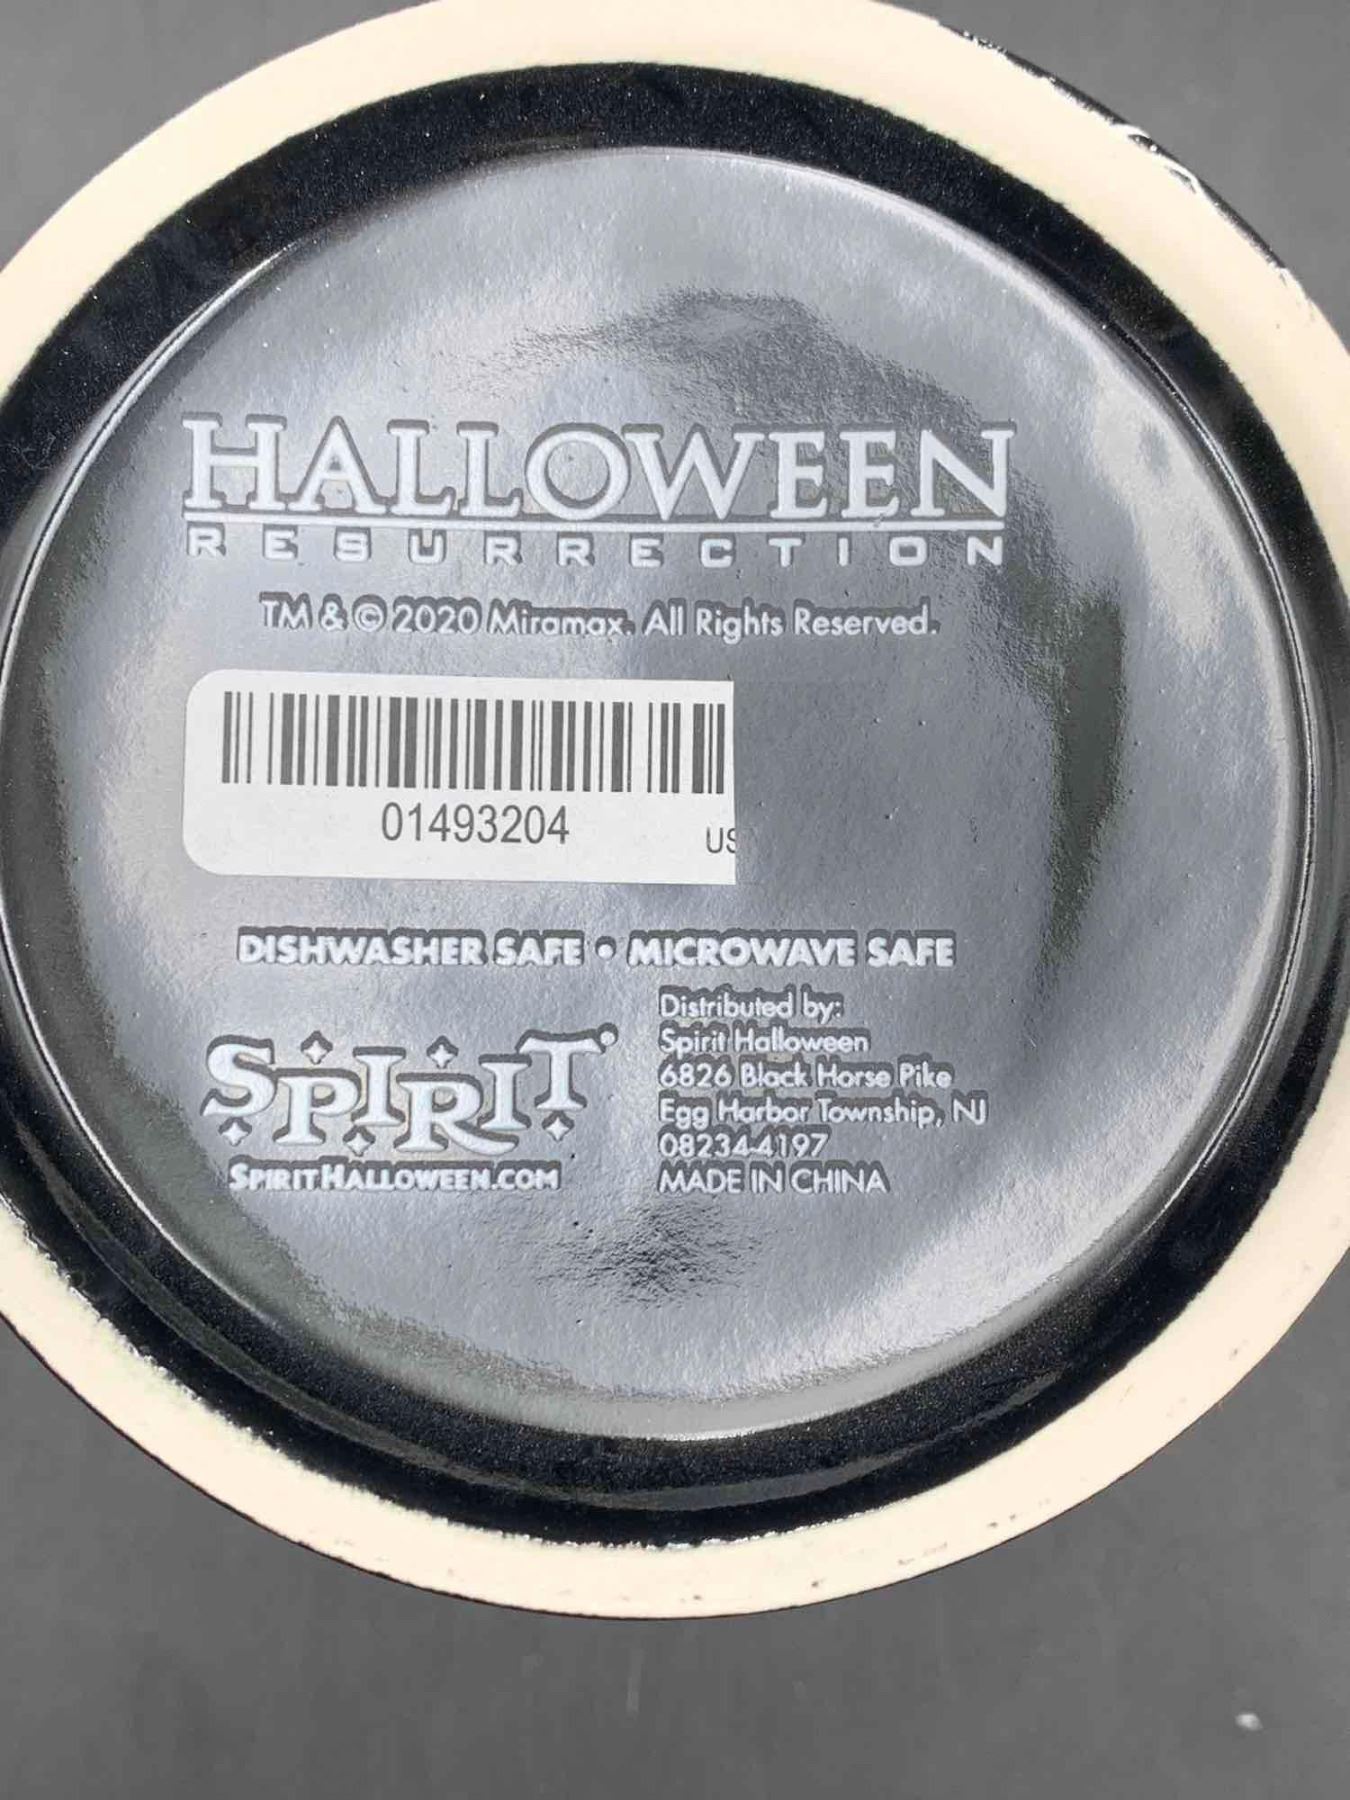 HALLOWEEN
RESURRECTION
TM & © 2020 Miramax. All Rights Reserved.
01493204
US
DISHWASHER SAFE • MICROWAVE SAFE
SPIRIT®
SPIRITHALLOWEEN.COM
Distributed by:
Spirit Halloween
6826 Black Horse Pike
Egg Harbor Township, NJ
08234-4197
MADE IN CHINA